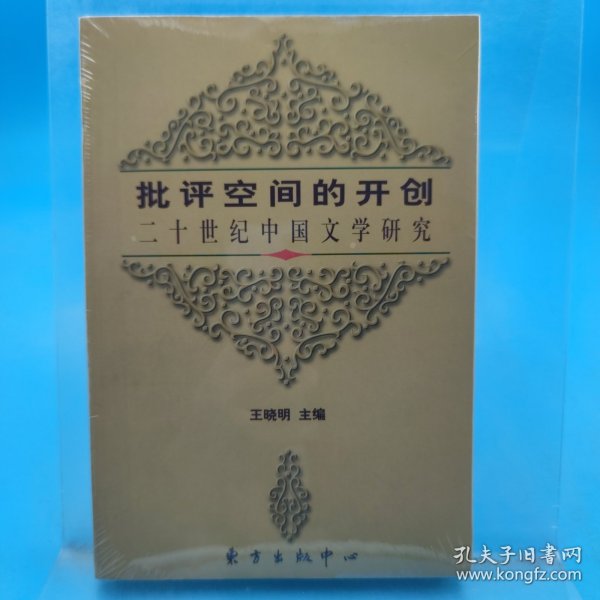 批评空间的开创
二十世纪中国文学研究
王晓明 主编
东方出版中心
孔夫子旧书网
www.kongfz.com